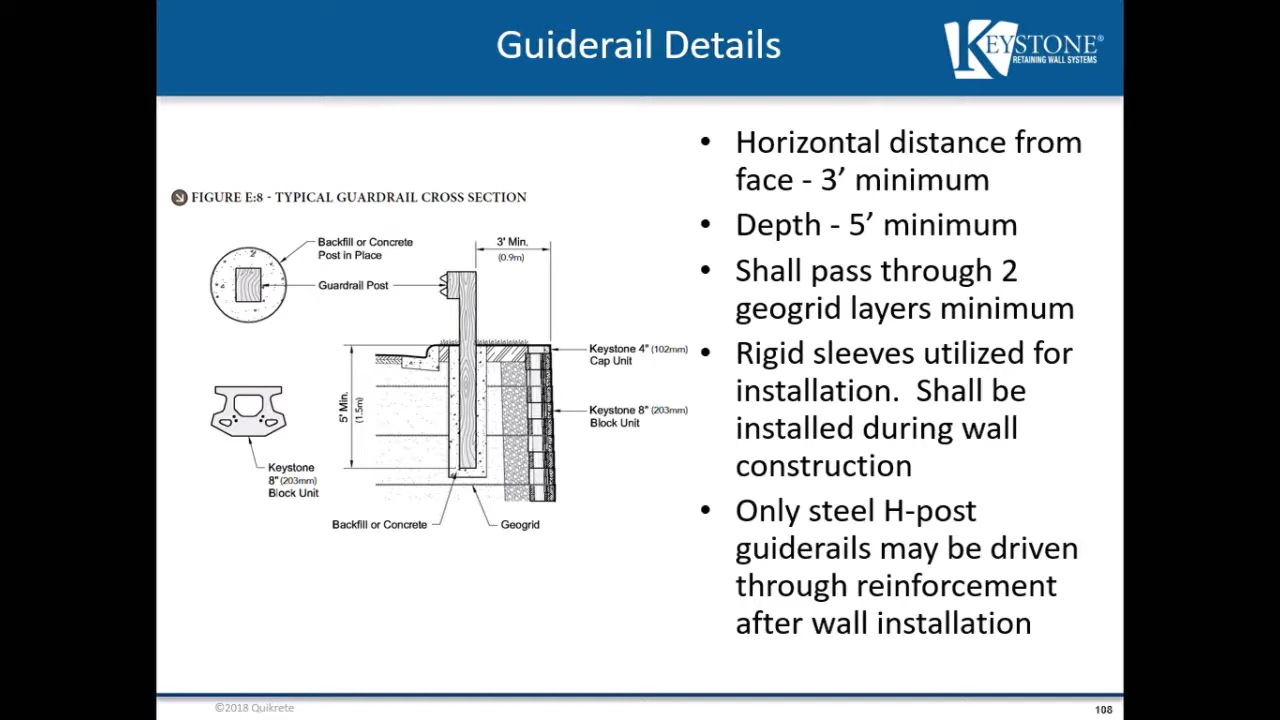 Guiderail Details
KEYSTONE®
RETAINING WALL SYSTEMS
FIGURE E:8 - TYPICAL GUARDRAIL CROSS SECTION
Backfill or Concrete
Post in Place
Guardrail Post
3' Min.
(0.9m)
Keystone 4" (102mm)
Cap Unit
5' Min.
(1.5m)
Keystone 8" (203mm)
Block Unit
Keystone
8" (203mm)
Block Unit
Backfill or Concrete
Geogrid
• Horizontal distance from
face - 3’ minimum
• Depth - 5’ minimum
• Shall pass through 2
geogrid layers minimum
• Rigid sleeves utilized for
installation.  Shall be
installed during wall
construction
• Only steel H-post
guiderails may be driven
through reinforcement
after wall installation
©2018 Quikrete
108